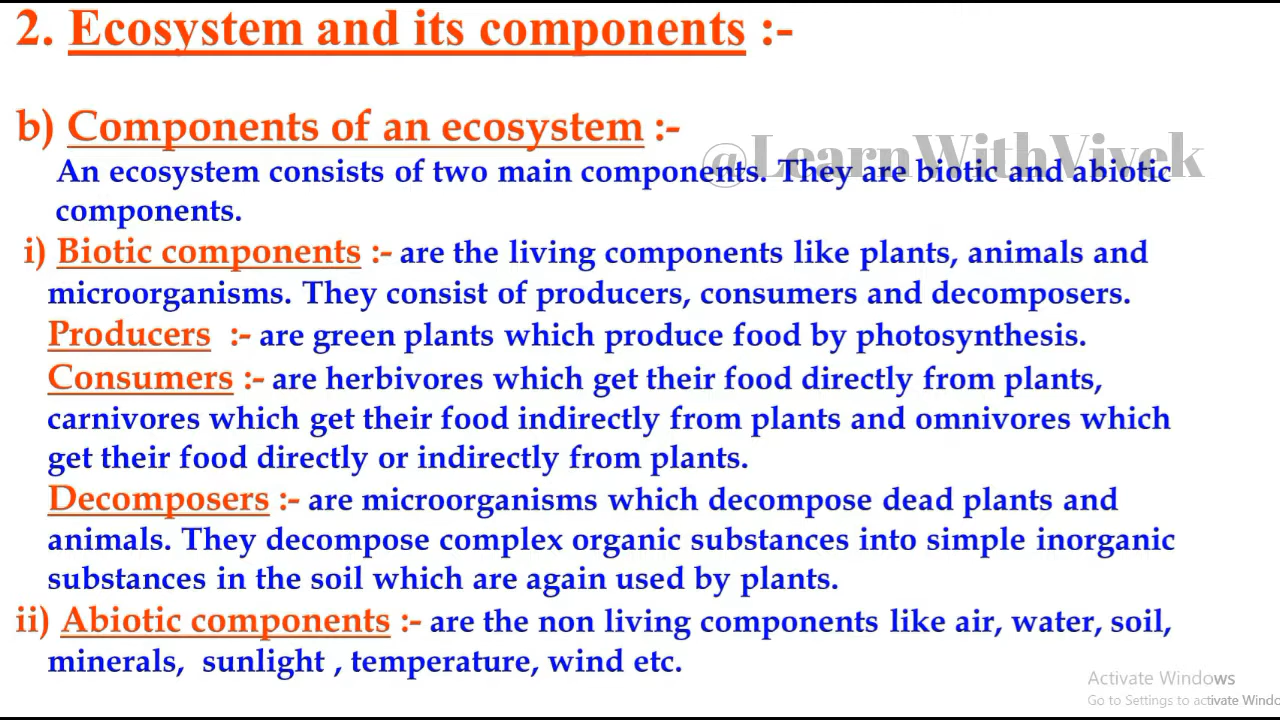 2. Ecosystem and its components :-
b) Components of an ecosystem :-
@LearnWithVivek
An ecosystem consists of two main components. They are biotic and abiotic
components.
i) Biotic components :- are the living components like plants, animals and
microorganisms. They consist of producers, consumers and decomposers.
Producers :- are green plants which produce food by photosynthesis.
Consumers :- are herbivores which get their food directly from plants,
carnivores which get their food indirectly from plants and omnivores which
get their food directly or indirectly from plants.
Decomposers :- are microorganisms which decompose dead plants and
animals. They decompose complex organic substances into simple inorganic
substances in the soil which are again used by plants.
ii) Abiotic components :- are the non living components like air, water, soil,
minerals, sunlight , temperature, wind etc.
Activate Windows
Go to Settings to activate Windo